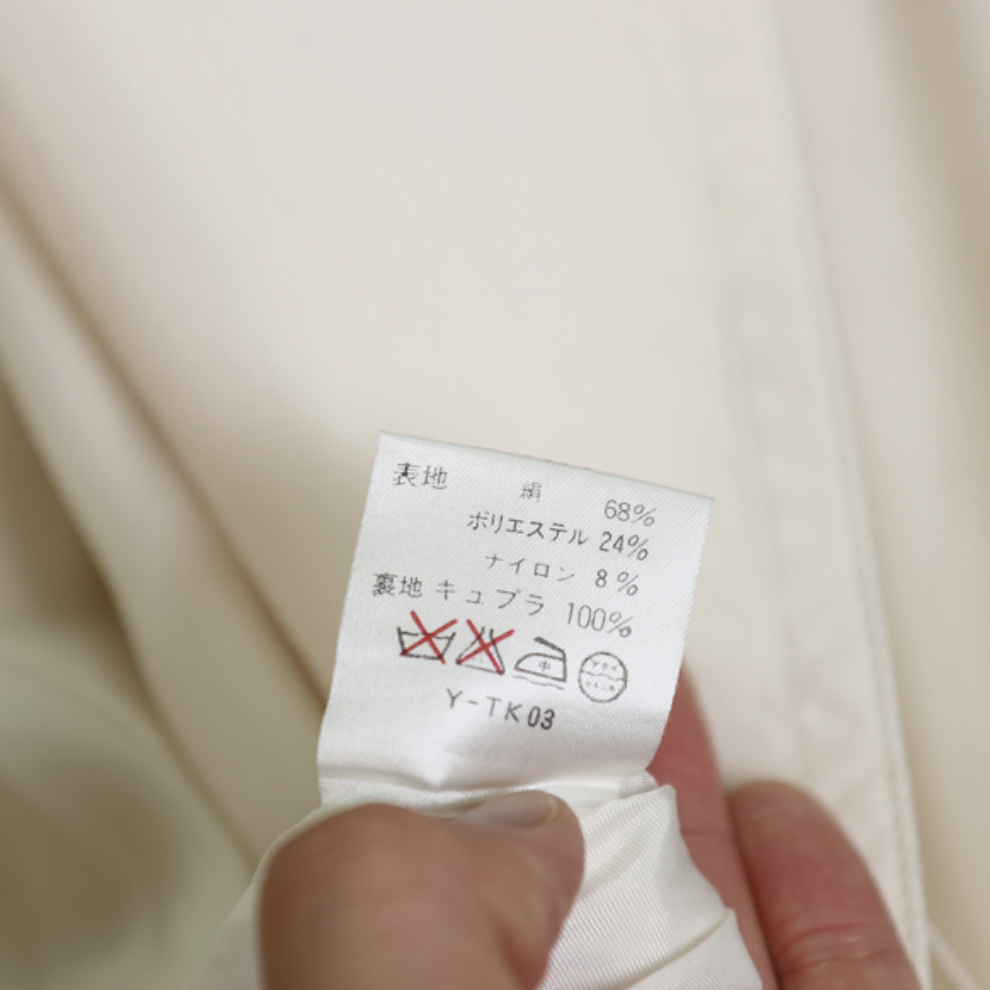 表地 絹 68%
ポリエステル 24%
ナイロン 8%
裏地 キュプラ 100%
中
Y-TK03